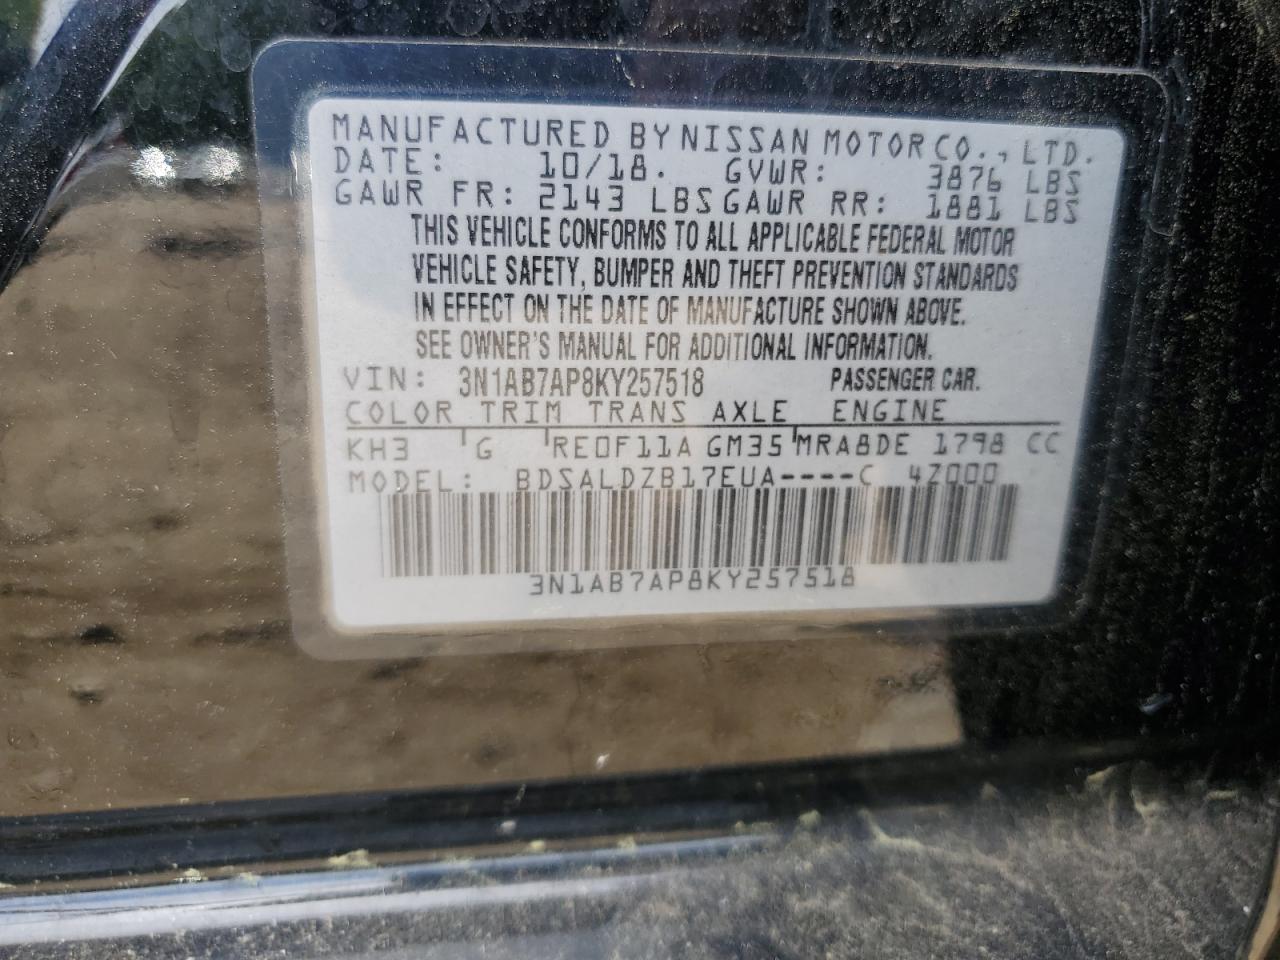 MANUFACTURED BY NISSAN MOTOR CO., LTD.
DATE: 10/18. GVWR: 3876 LBS
GAWR FR: 2143 LBS GAWR RR: 1881 LBS
THIS VEHICLE CONFORMS TO ALL APPLICABLE FEDERAL MOTOR
VEHICLE SAFETY, BUMPER AND THEFT PREVENTION STANDARDS
IN EFFECT ON THE DATE OF MANUFACTURE SHOWN ABOVE.
SEE OWNER'S MANUAL FOR ADDITIONAL INFORMATION.
VIN: 3N1AB7AP8KY257518 PASSENGER CAR.
COLOR TRIM TRANS AXLE ENGINE
KH3 G RE0F11A GM35 MRA8DE 1798 CC
MODEL: BDSALDZB17EUA----C 4Z000
3N1AB7AP8KY257518